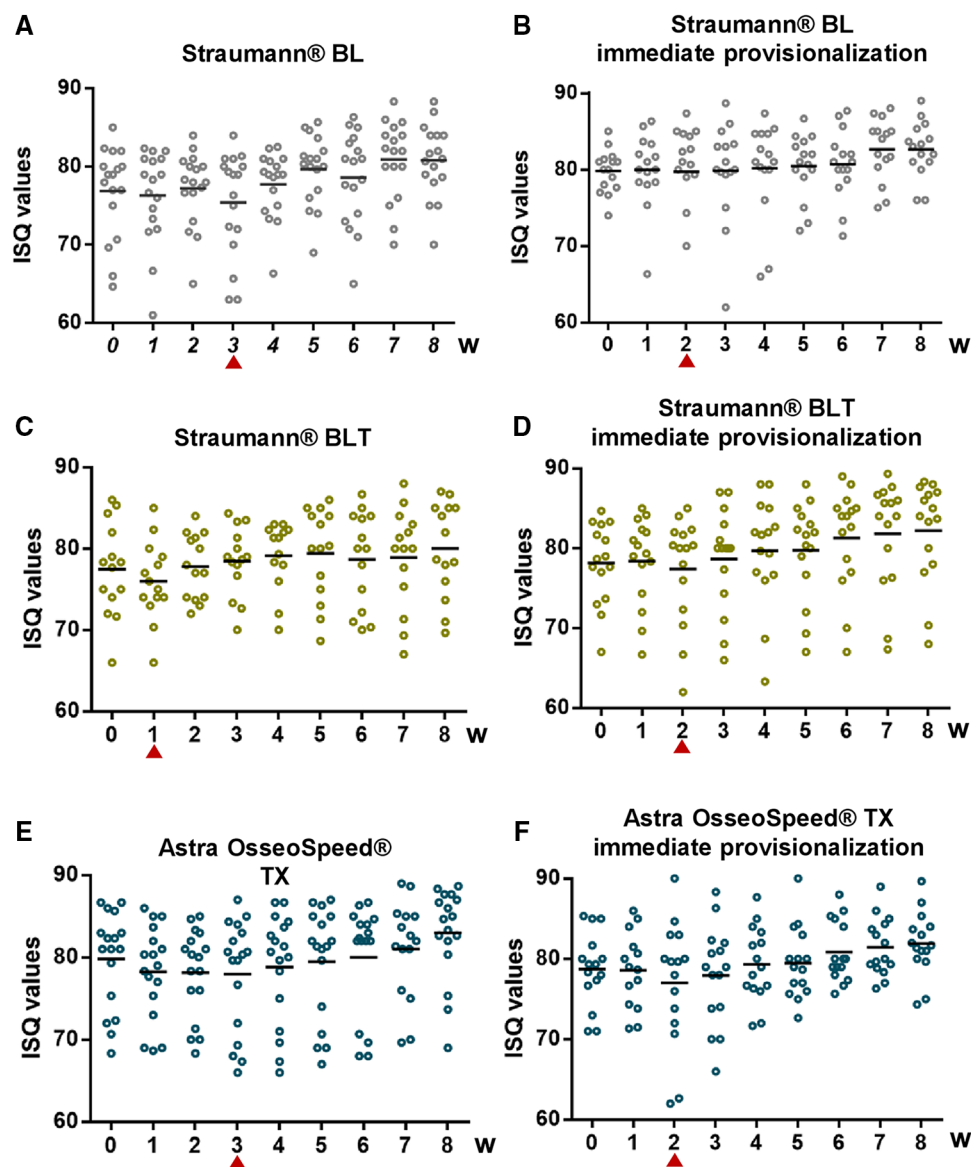 A
Straumann® BL
90
80
70
60
ISQ values
0 1 2 3 4 5 6 7 8 w
B
Straumann® BL
immediate provisionalization
90
80
70
60
ISQ values
0 1 2 3 4 5 6 7 8 w
C
Straumann® BLT
90
80
70
60
ISQ values
0 1 2 3 4 5 6 7 8 w
D
Straumann® BLT
immediate provisionalization
90
80
70
60
ISQ values
0 1 2 3 4 5 6 7 8 w
E
Astra OsseoSpeed®
TX
90
80
70
60
ISQ values
0 1 2 3 4 5 6 7 8 w
F
Astra OsseoSpeed® TX
immediate provisionalization
90
80
70
60
ISQ values
0 1 2 3 4 5 6 7 8 w